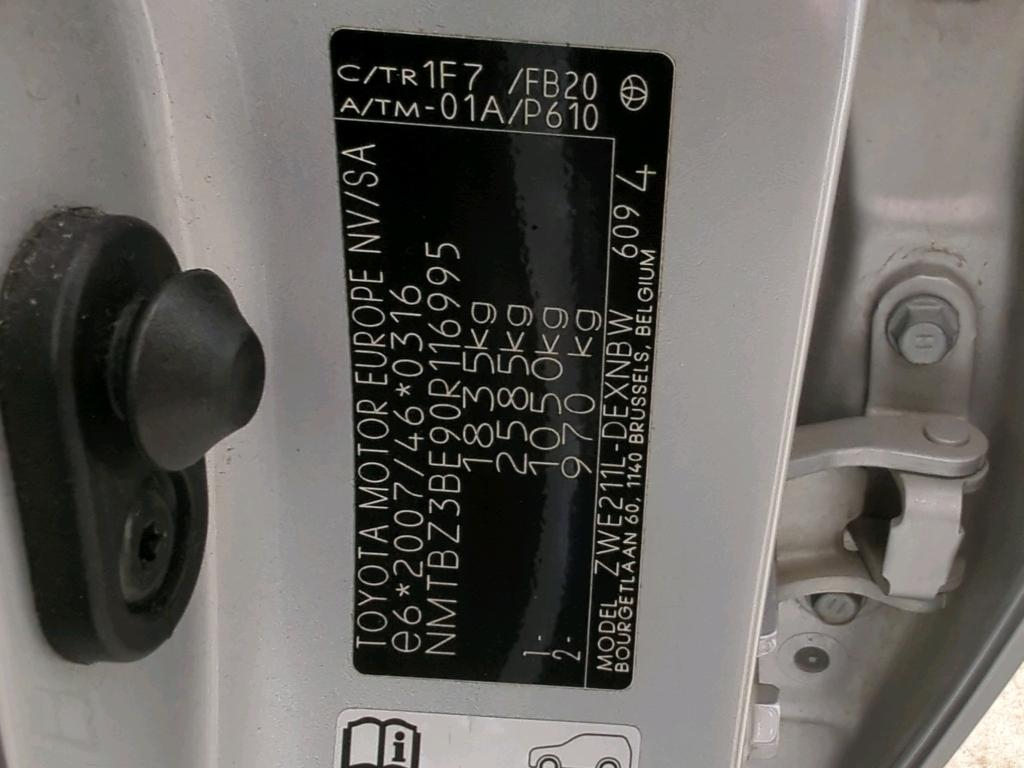 TOYOTA MOTOR EUROPE NV/SA
e6*2007/46*0316
NMTBZ3BE90R116995
1835kg
2585kg
1- 1050kg
2- 970 kg
MODEL ZWE211L-DEXNBW 609 4
BOURGETLAAN 60, 1140 BRUSSELS, BELGIUM
C/TR 1F7 /FB20
A/TM-01A/P610
i
H